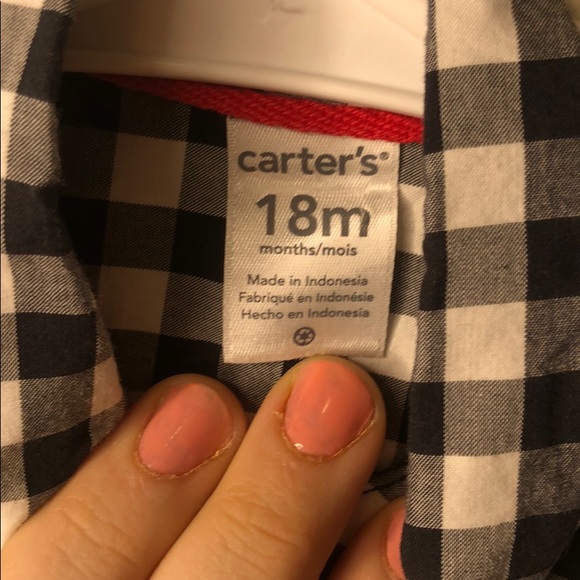 carter's®
18m
months/mois
Made in Indonesia
Fabriqué en Indonésie
Hecho en Indonesia